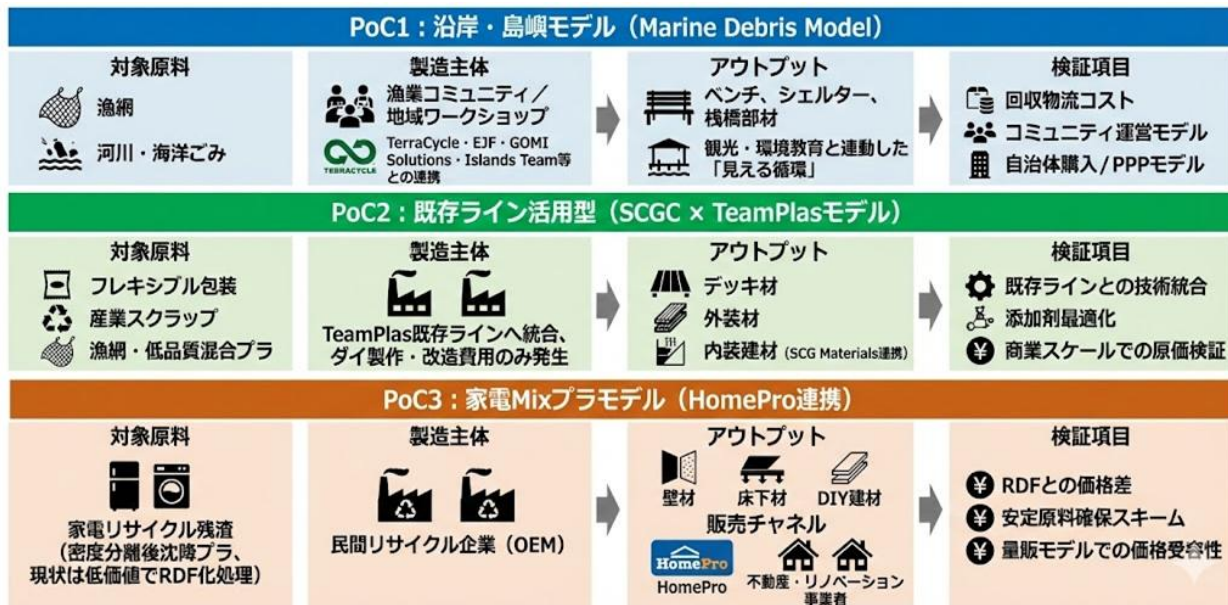 PoC1：沿岸・島嶼モデル（Marine Debris Model）
対象原料
漁網
河川・海洋ごみ
製造主体
漁業コミュニティ／
地域ワークショップ
TERRACYCLE
TerraCycle・EJF・GOMI
Solutions・Islands Team等
との連携
アウトプット
ベンチ、シェルター、
桟橋部材
観光・環境教育と連動した
「見える循環」
検証項目
回収物流コスト
コミュニティ運営モデル
自治体購入/PPPモデル
PoC2：既存ライン活用型（SCGC × TeamPlasモデル）
対象原料
フレキシブル包装
産業スクラップ
漁網・低品質混合プラ
製造主体
TeamPlas既存ラインへ統合、
ダイ製作・改造費用のみ発生
アウトプット
デッキ材
外装材
内装建材（SCG Materials連携）
検証項目
既存ラインとの技術統合
添加剤最適化
¥ 商業スケールでの原価検証
PoC3：家電Mixプラモデル（HomePro連携）
対象原料
家電リサイクル残渣
（密度分離後沈降プラ、
現状は低価値でRDF化処理）
製造主体
民間リサイクル企業（OEM）
アウトプット
壁材 床下材 DIY建材
販売チャネル
HomePro
HomePro
不動産・リノベーション
事業者
検証項目
¥ RDFとの価格差
¥ 安定原料確保スキーム
¥ 量販モデルでの価格受容性